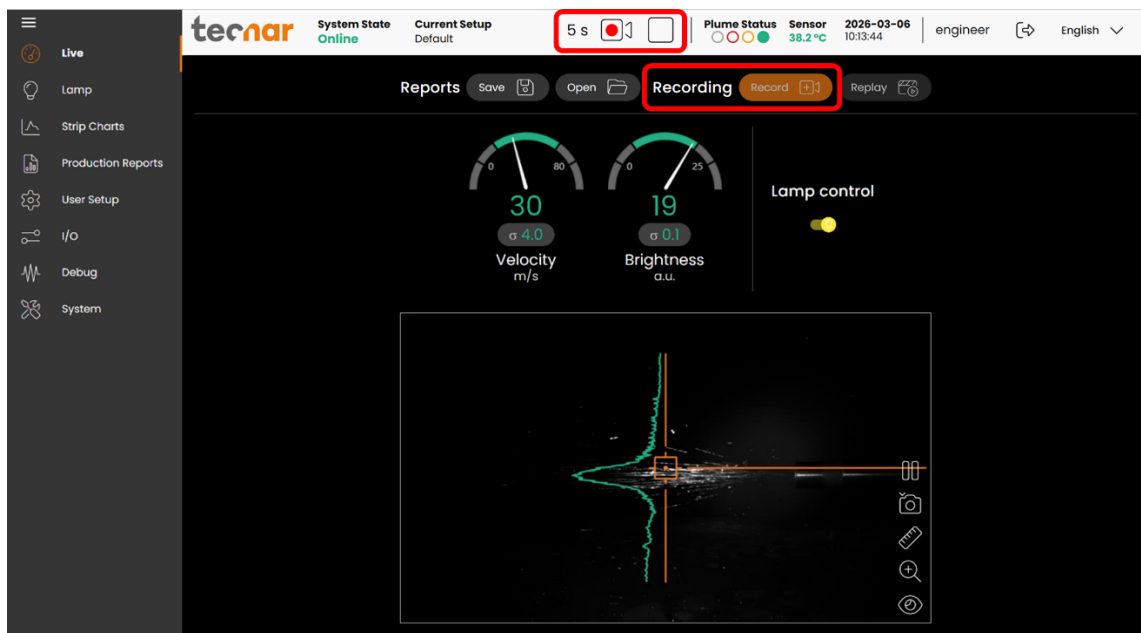 tecnar
System State
Online
Current Setup
Default
5 s
Plume Status
Sensor
38.2 °C
2026-03-06
10:13:44
engineer
English
Live
Lamp
Strip Charts
Production Reports
User Setup
I/O
Debug
System
Reports
Save
Open
Recording
Record
Replay
0
80
30
σ 4.0
Velocity
m/s
0
25
19
σ 0.1
Brightness
a.u.
Lamp control